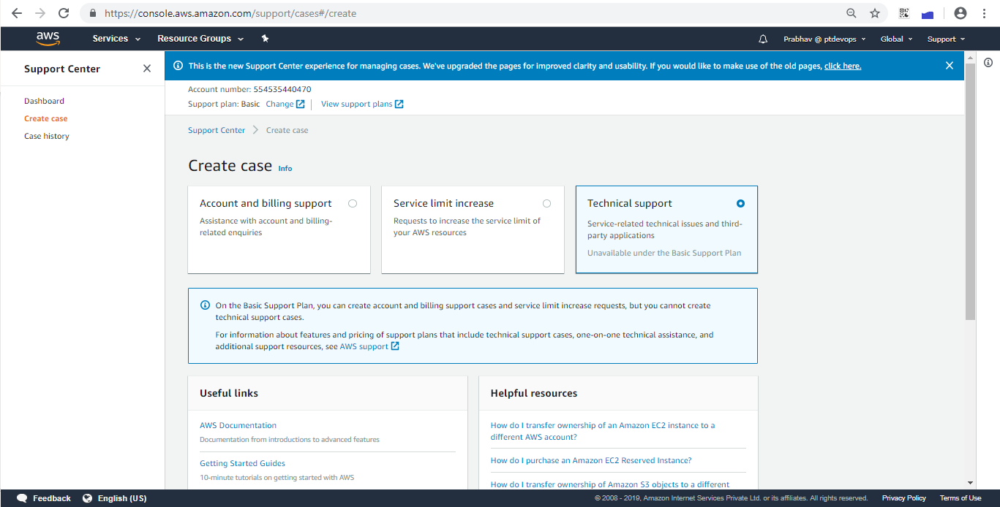 https://console.aws.amazon.com/support/cases#/create
aws
Services
Resource Groups
Prabhav @ ptdevops
Global
Support
Support Center
Dashboard
Create case
Case history
This is the new Support Center experience for managing cases. We've upgraded the pages for improved clarity and usability. If you would like to make use of the old pages, click here.
Account number: 554535440470
Support plan: Basic Change
View support plans
Support Center > Create case
Create case Info
Account and billing support
Assistance with account and billing-
related enquiries
Service limit increase
Requests to increase the service limit of
your AWS resources
Technical support
Service-related technical issues and third-
party applications
Unavailable under the Basic Support Plan
On the Basic Support Plan, you can create account and billing support cases and service limit increase requests, but you cannot create
technical support cases.
For information about features and pricing of support plans that include technical support cases, one-on-one technical assistance, and
additional support resources, see AWS support
Useful links
AWS Documentation
Documentation from introductions to advanced features
Getting Started Guides
10-minute tutorials on getting started with AWS
Helpful resources
How do I transfer ownership of an Amazon EC2 instance to a
different AWS account?
How do I purchase an Amazon EC2 Reserved Instance?
How do I transfer ownership of Amazon S3 objects to a different
Feedback
English (US)
© 2008 - 2019, Amazon Internet Services Private Ltd. or its affiliates. All rights reserved.
Privacy Policy
Terms of Use